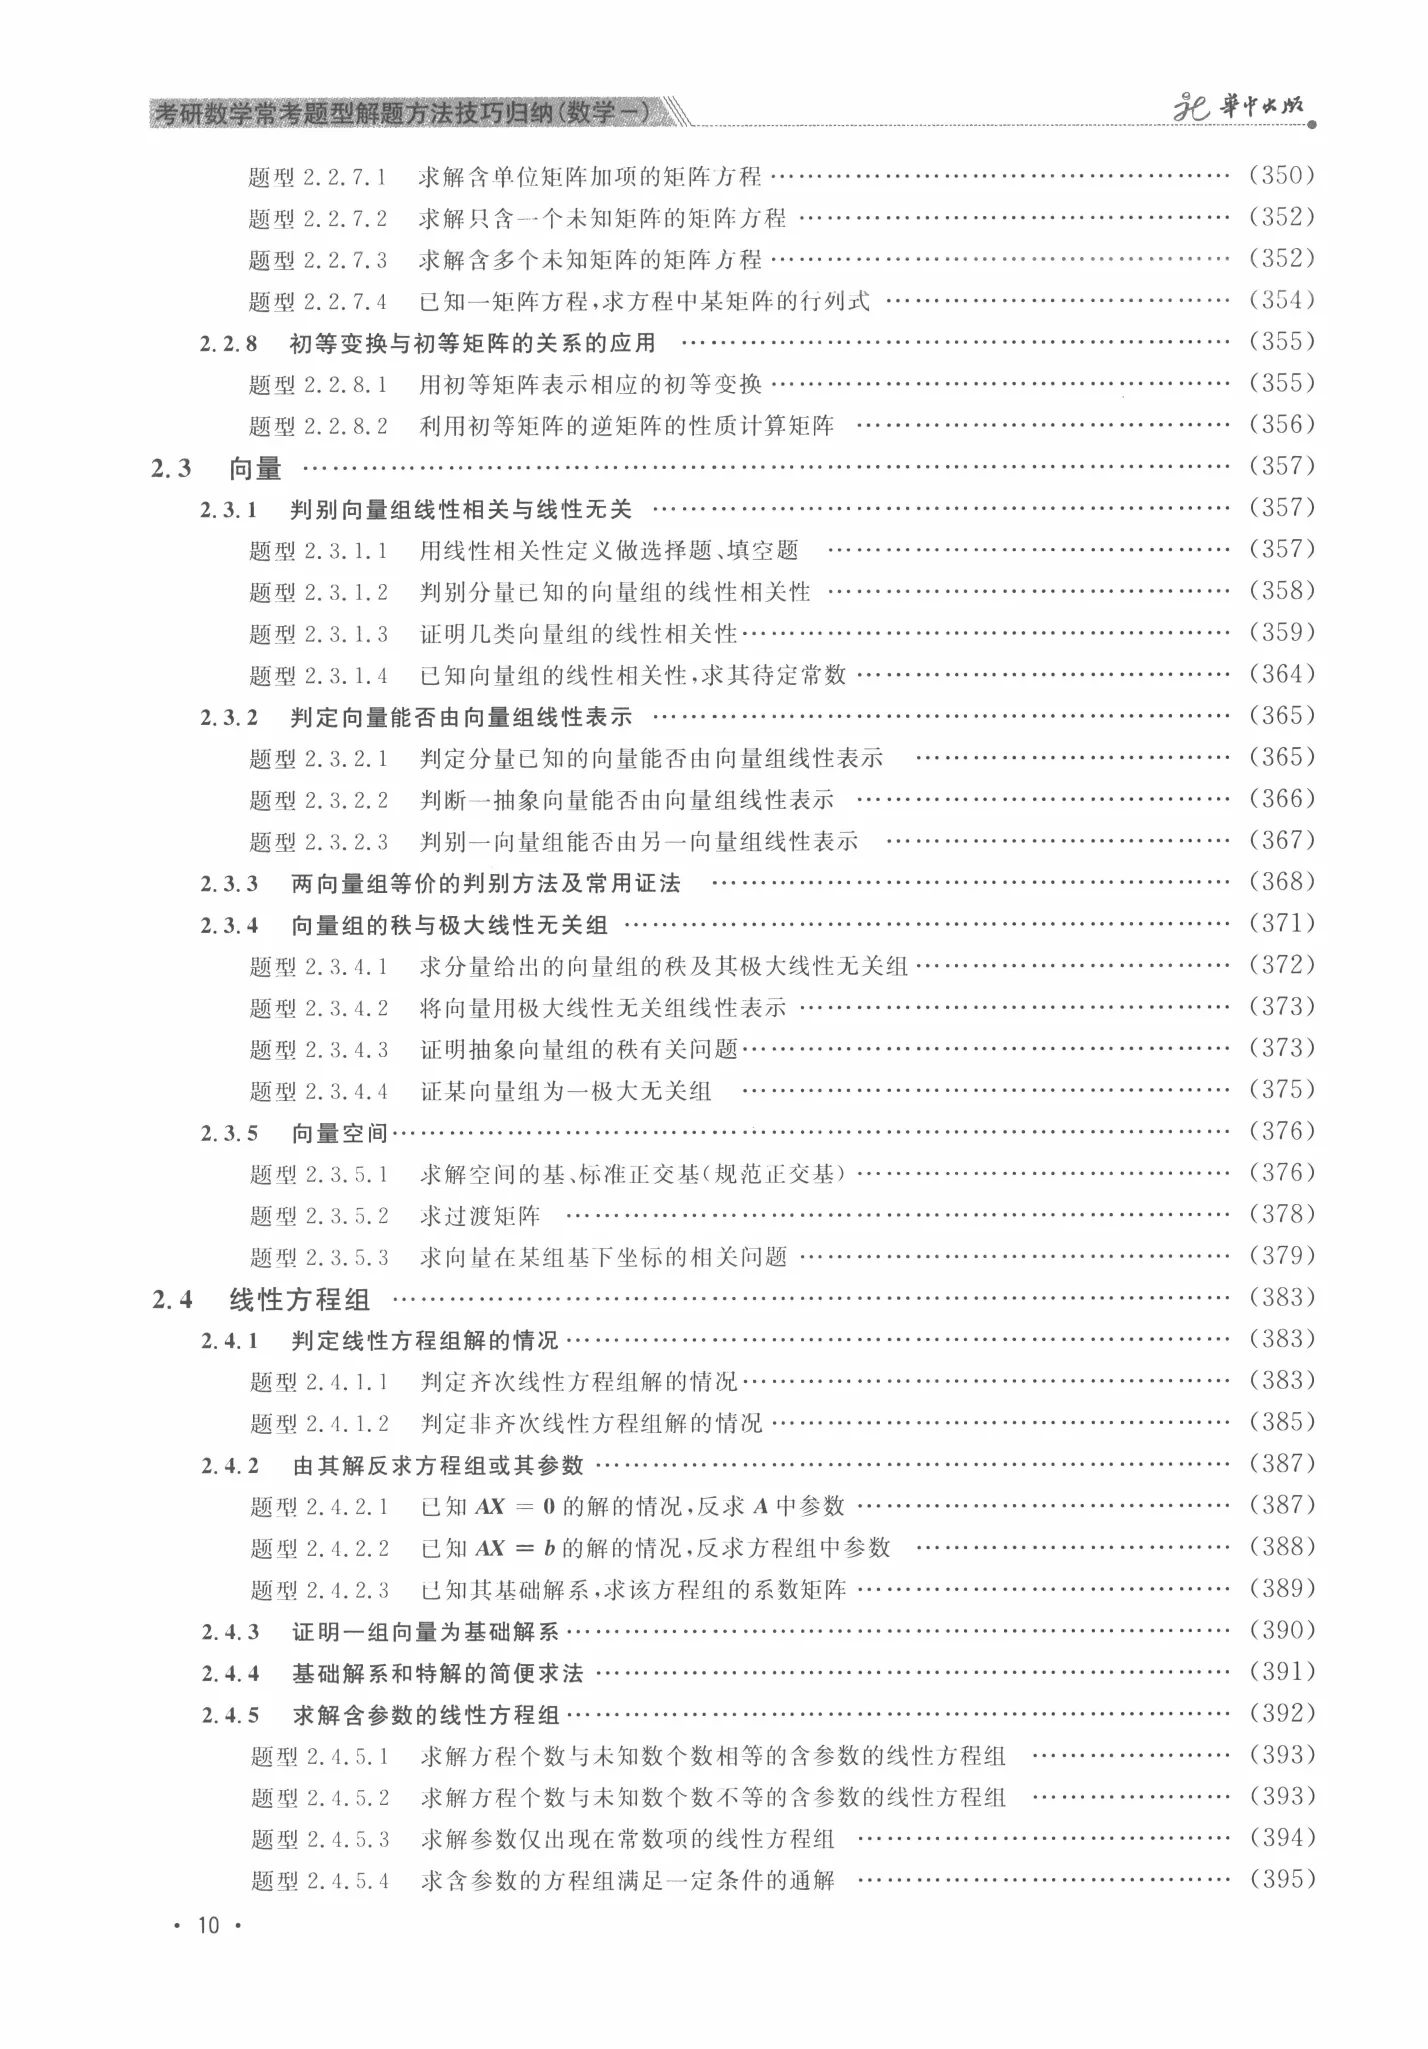 考研数学常考题型解题方法技巧归纳(数学一) 华中出版
题型 2.2.7.1 求解含单位矩阵加项的矩阵方程 …… (350)
题型 2.2.7.2 求解只含一个未知矩阵的矩阵方程 …… (352)
题型 2.2.7.3 求解含多个未知矩阵的矩阵方程 …… (352)
题型 2.2.7.4 已知一矩阵方程,求方程中某矩阵的行列式 …… (354)
2.2.8 初等变换与初等矩阵的关系的应用 …… (355)
题型 2.2.8.1 用初等矩阵表示相应的初等变换 …… (355)
题型 2.2.8.2 利用初等矩阵的逆矩阵的性质计算矩阵 …… (356)
2.3 向量 …… (357)
2.3.1 判别向量组线性相关与线性无关 …… (357)
题型 2.3.1.1 用线性相关性定义做选择题、填空题 …… (357)
题型 2.3.1.2 判别分量已知的向量组的线性相关性 …… (358)
题型 2.3.1.3 证明几类向量组的线性相关性 …… (359)
题型 2.3.1.4 已知向量组的线性相关性,求其待定常数 …… (364)
2.3.2 判定向量能否由向量组线性表示 …… (365)
题型 2.3.2.1 判定分量已知的向量能否由向量组线性表示 …… (365)
题型 2.3.2.2 判断一抽象向量能否由向量组线性表示 …… (366)
题型 2.3.2.3 判别一向量组能否由另一向量组线性表示 …… (367)
2.3.3 两向量组等价的判别方法及常用证法 …… (368)
2.3.4 向量组的秩与极大线性无关组 …… (371)
题型 2.3.4.1 求分量给出的向量组的秩及其极大线性无关组 …… (372)
题型 2.3.4.2 将向量用极大线性无关组线性表示 …… (373)
题型 2.3.4.3 证明抽象向量组的秩有关问题 …… (373)
题型 2.3.4.4 证某向量组为一极大无关组 …… (375)
2.3.5 向量空间 …… (376)
题型 2.3.5.1 求解空间的基、标准正交基(规范正交基) …… (376)
题型 2.3.5.2 求过渡矩阵 …… (378)
题型 2.3.5.3 求向量在某组基下坐标的相关问题 …… (379)
2.4 线性方程组 …… (383)
2.4.1 判定线性方程组解的情况 …… (383)
题型 2.4.1.1 判定齐次线性方程组解的情况 …… (383)
题型 2.4.1.2 判定非齐次线性方程组解的情况 …… (385)
2.4.2 由其解反求方程组或其参数 …… (387)
题型 2.4.2.1 已知 AX = 0 的解的情况,反求 A 中参数 …… (387)
题型 2.4.2.2 已知 AX = b 的解的情况,反求方程组中参数 …… (388)
题型 2.4.2.3 已知其基础解系,求该方程组的系数矩阵 …… (389)
2.4.3 证明一组向量为基础解系 …… (390)
2.4.4 基础解系和特解的简便求法 …… (391)
2.4.5 求解含参数的线性方程组 …… (392)
题型 2.4.5.1 求解方程个数与未知数个数相等的含参数的线性方程组 …… (393)
题型 2.4.5.2 求解方程个数与未知数个数不等的含参数的线性方程组 …… (393)
题型 2.4.5.3 求解参数仅出现在常数项的线性方程组 …… (394)
题型 2.4.5.4 求含参数的方程组满足一定条件的通解 …… (395)
· 10 ·